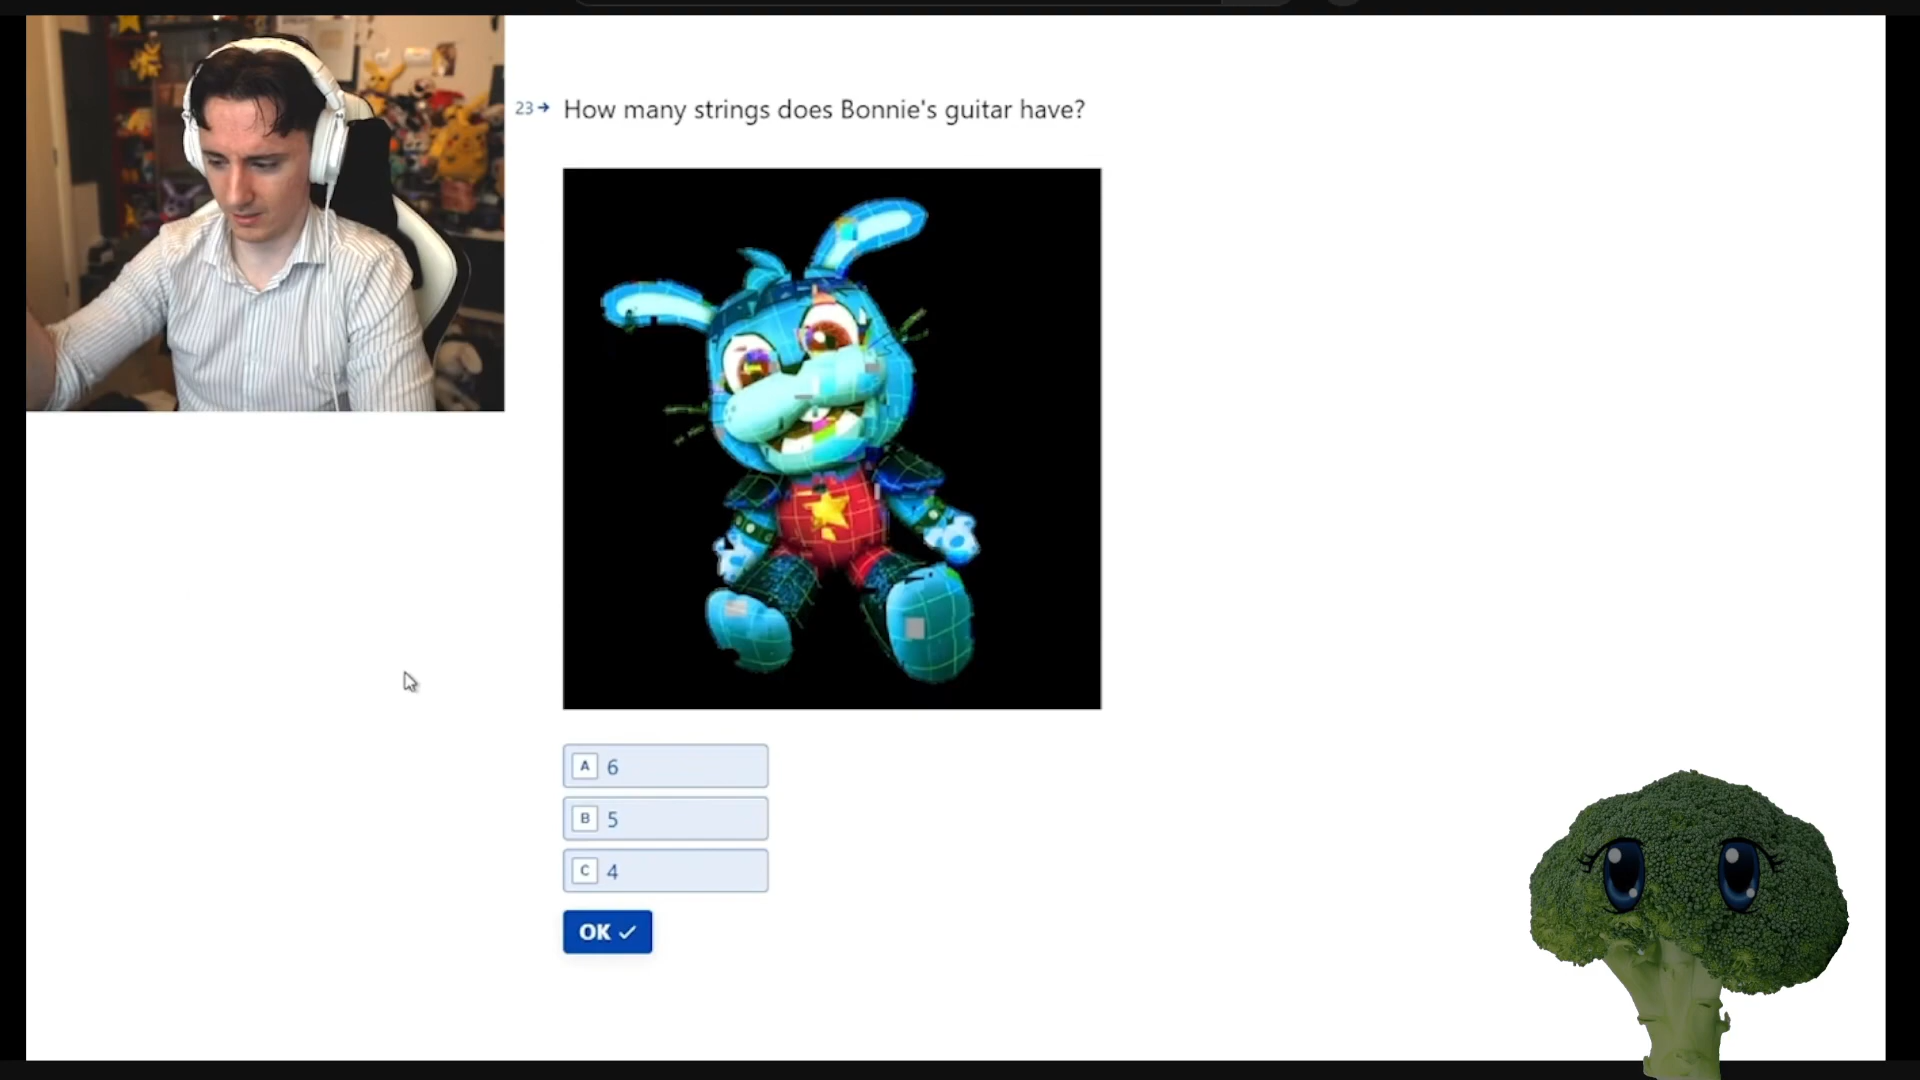 23→ How many strings does Bonnie's guitar have?
A 6
B 5
C 4
OK ✓